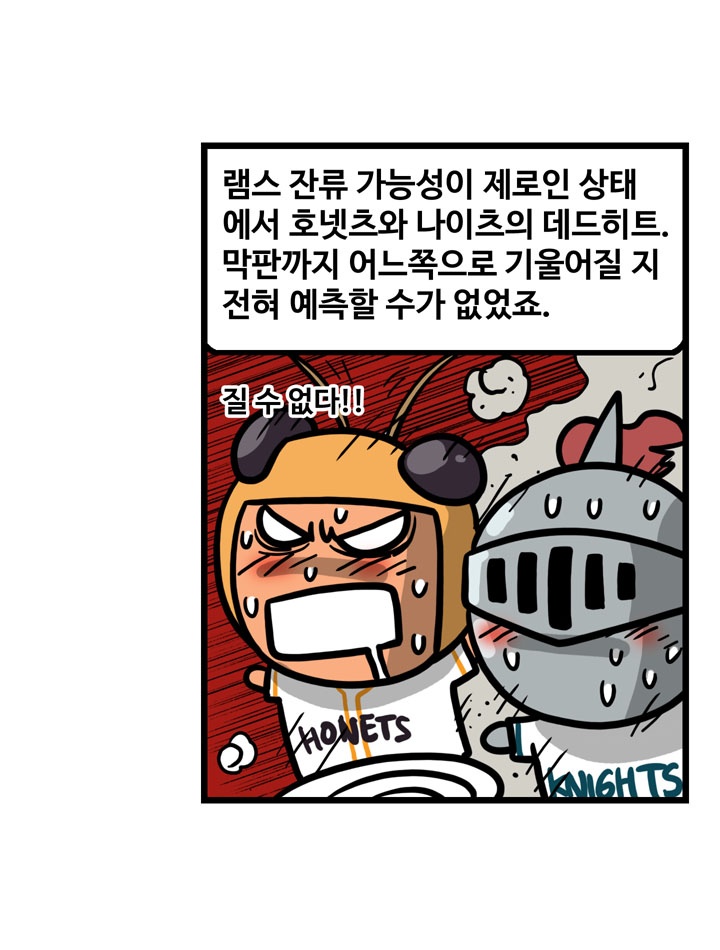 램스 잔류 가능성이 제로인 상태
에서 호넷츠와 나이츠의 데드히트.
막판까지 어느쪽으로 기울어질 지
전혀 예측할 수가 없었죠.
질 수 없다!!
HONETS
KNIGHTS